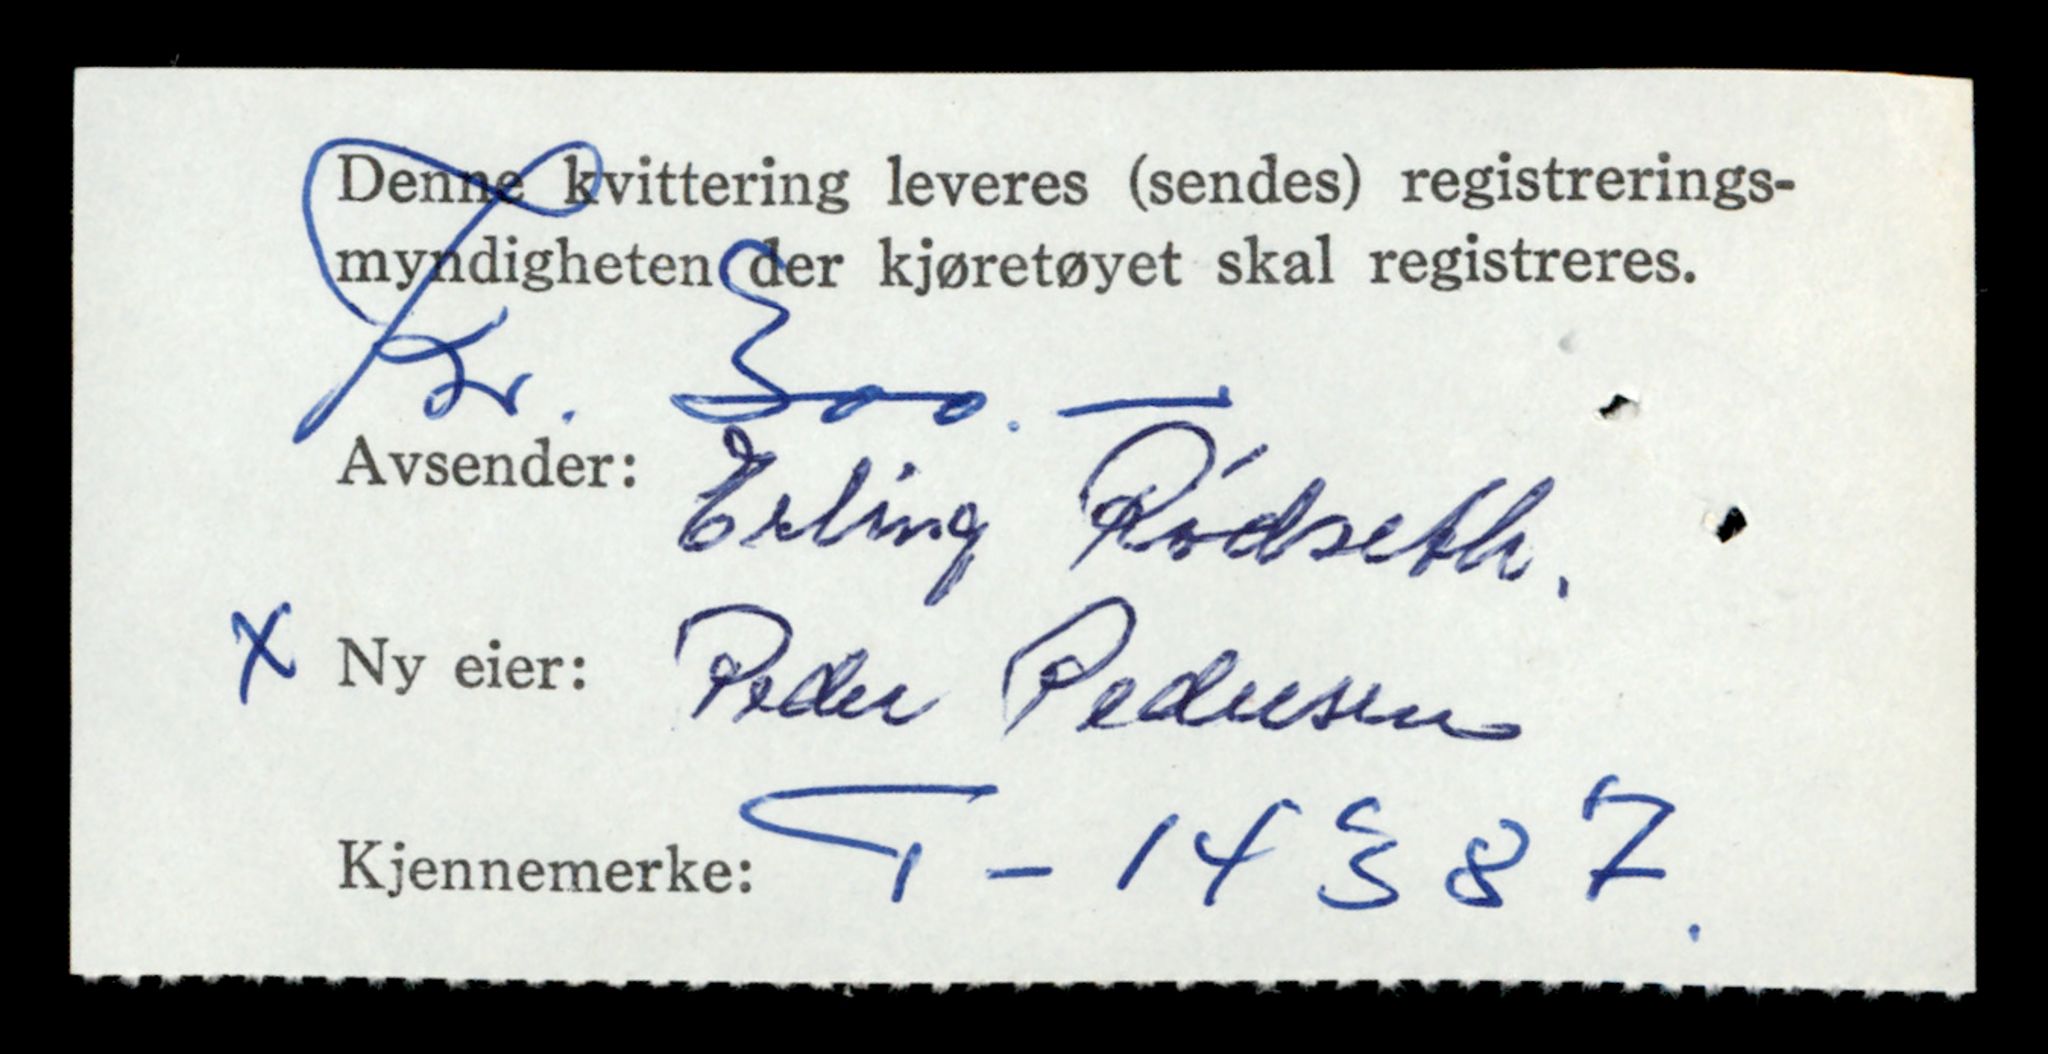 Denne kvittering leveres (sendes) registrerings-
myndigheten der kjøretøyet skal registreres.
Kr. 300. —
Avsender: Erling Rødseth.
X Ny eier: Peder Pedersen
Kjennemerke: T - 14387.